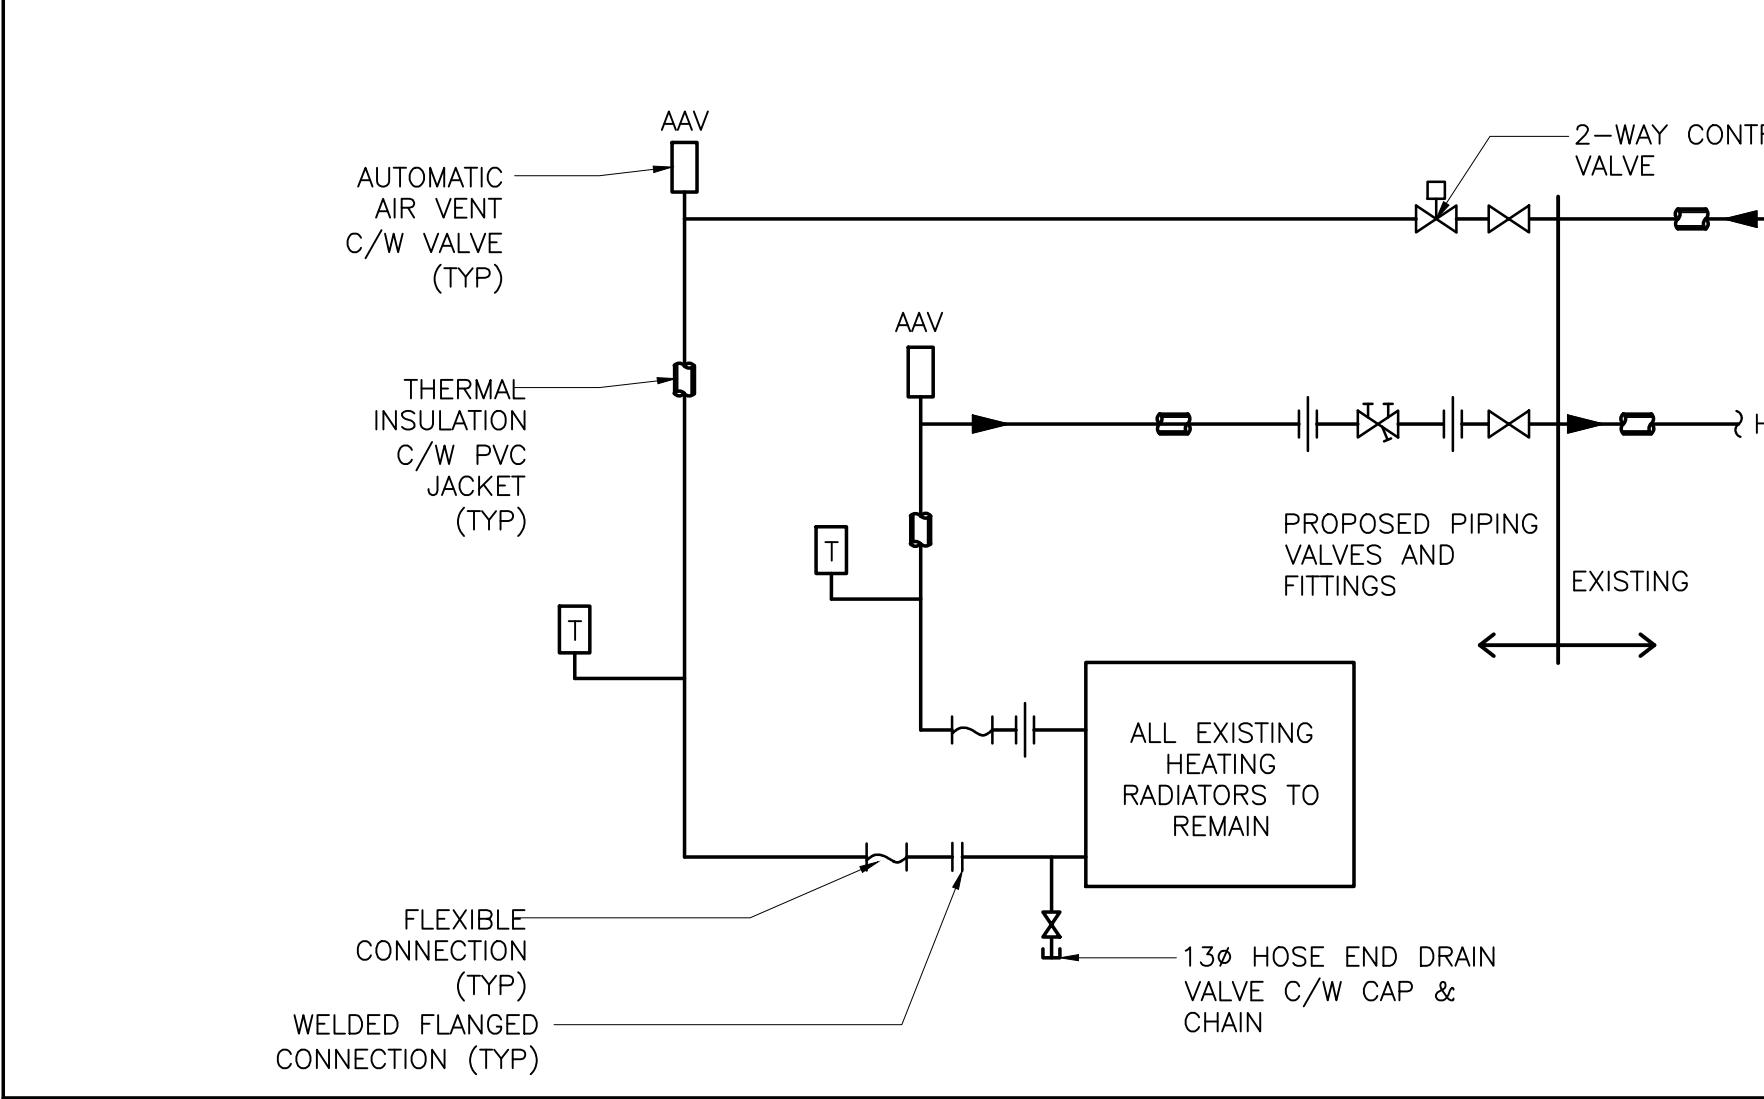 AAV
AUTOMATIC
AIR VENT
C/W VALVE
(TYP)
2-WAY
VALVE
AAV
THERMAL
INSULATION
C/W PVC
JACKET
(TYP)
PROPOSED PIPING
VALVES AND
FITTINGS
EXISTING
T
T
ALL EXISTING
HEATING
RADIATORS TO
REMAIN
FLEXIBLE
CONNECTION
(TYP)
WELDED FLANGED
CONNECTION (TYP)
13ø HOSE END DRAIN
VALVE C/W CAP &
CHAIN